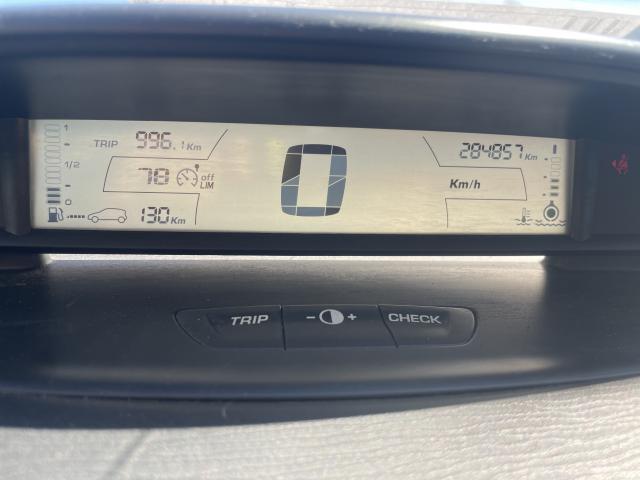 1
TRIP 996.1 Km
284857 Km
1/2
78 off
LIM
0
Km/h
0
130 Km
TRIP - + CHECK